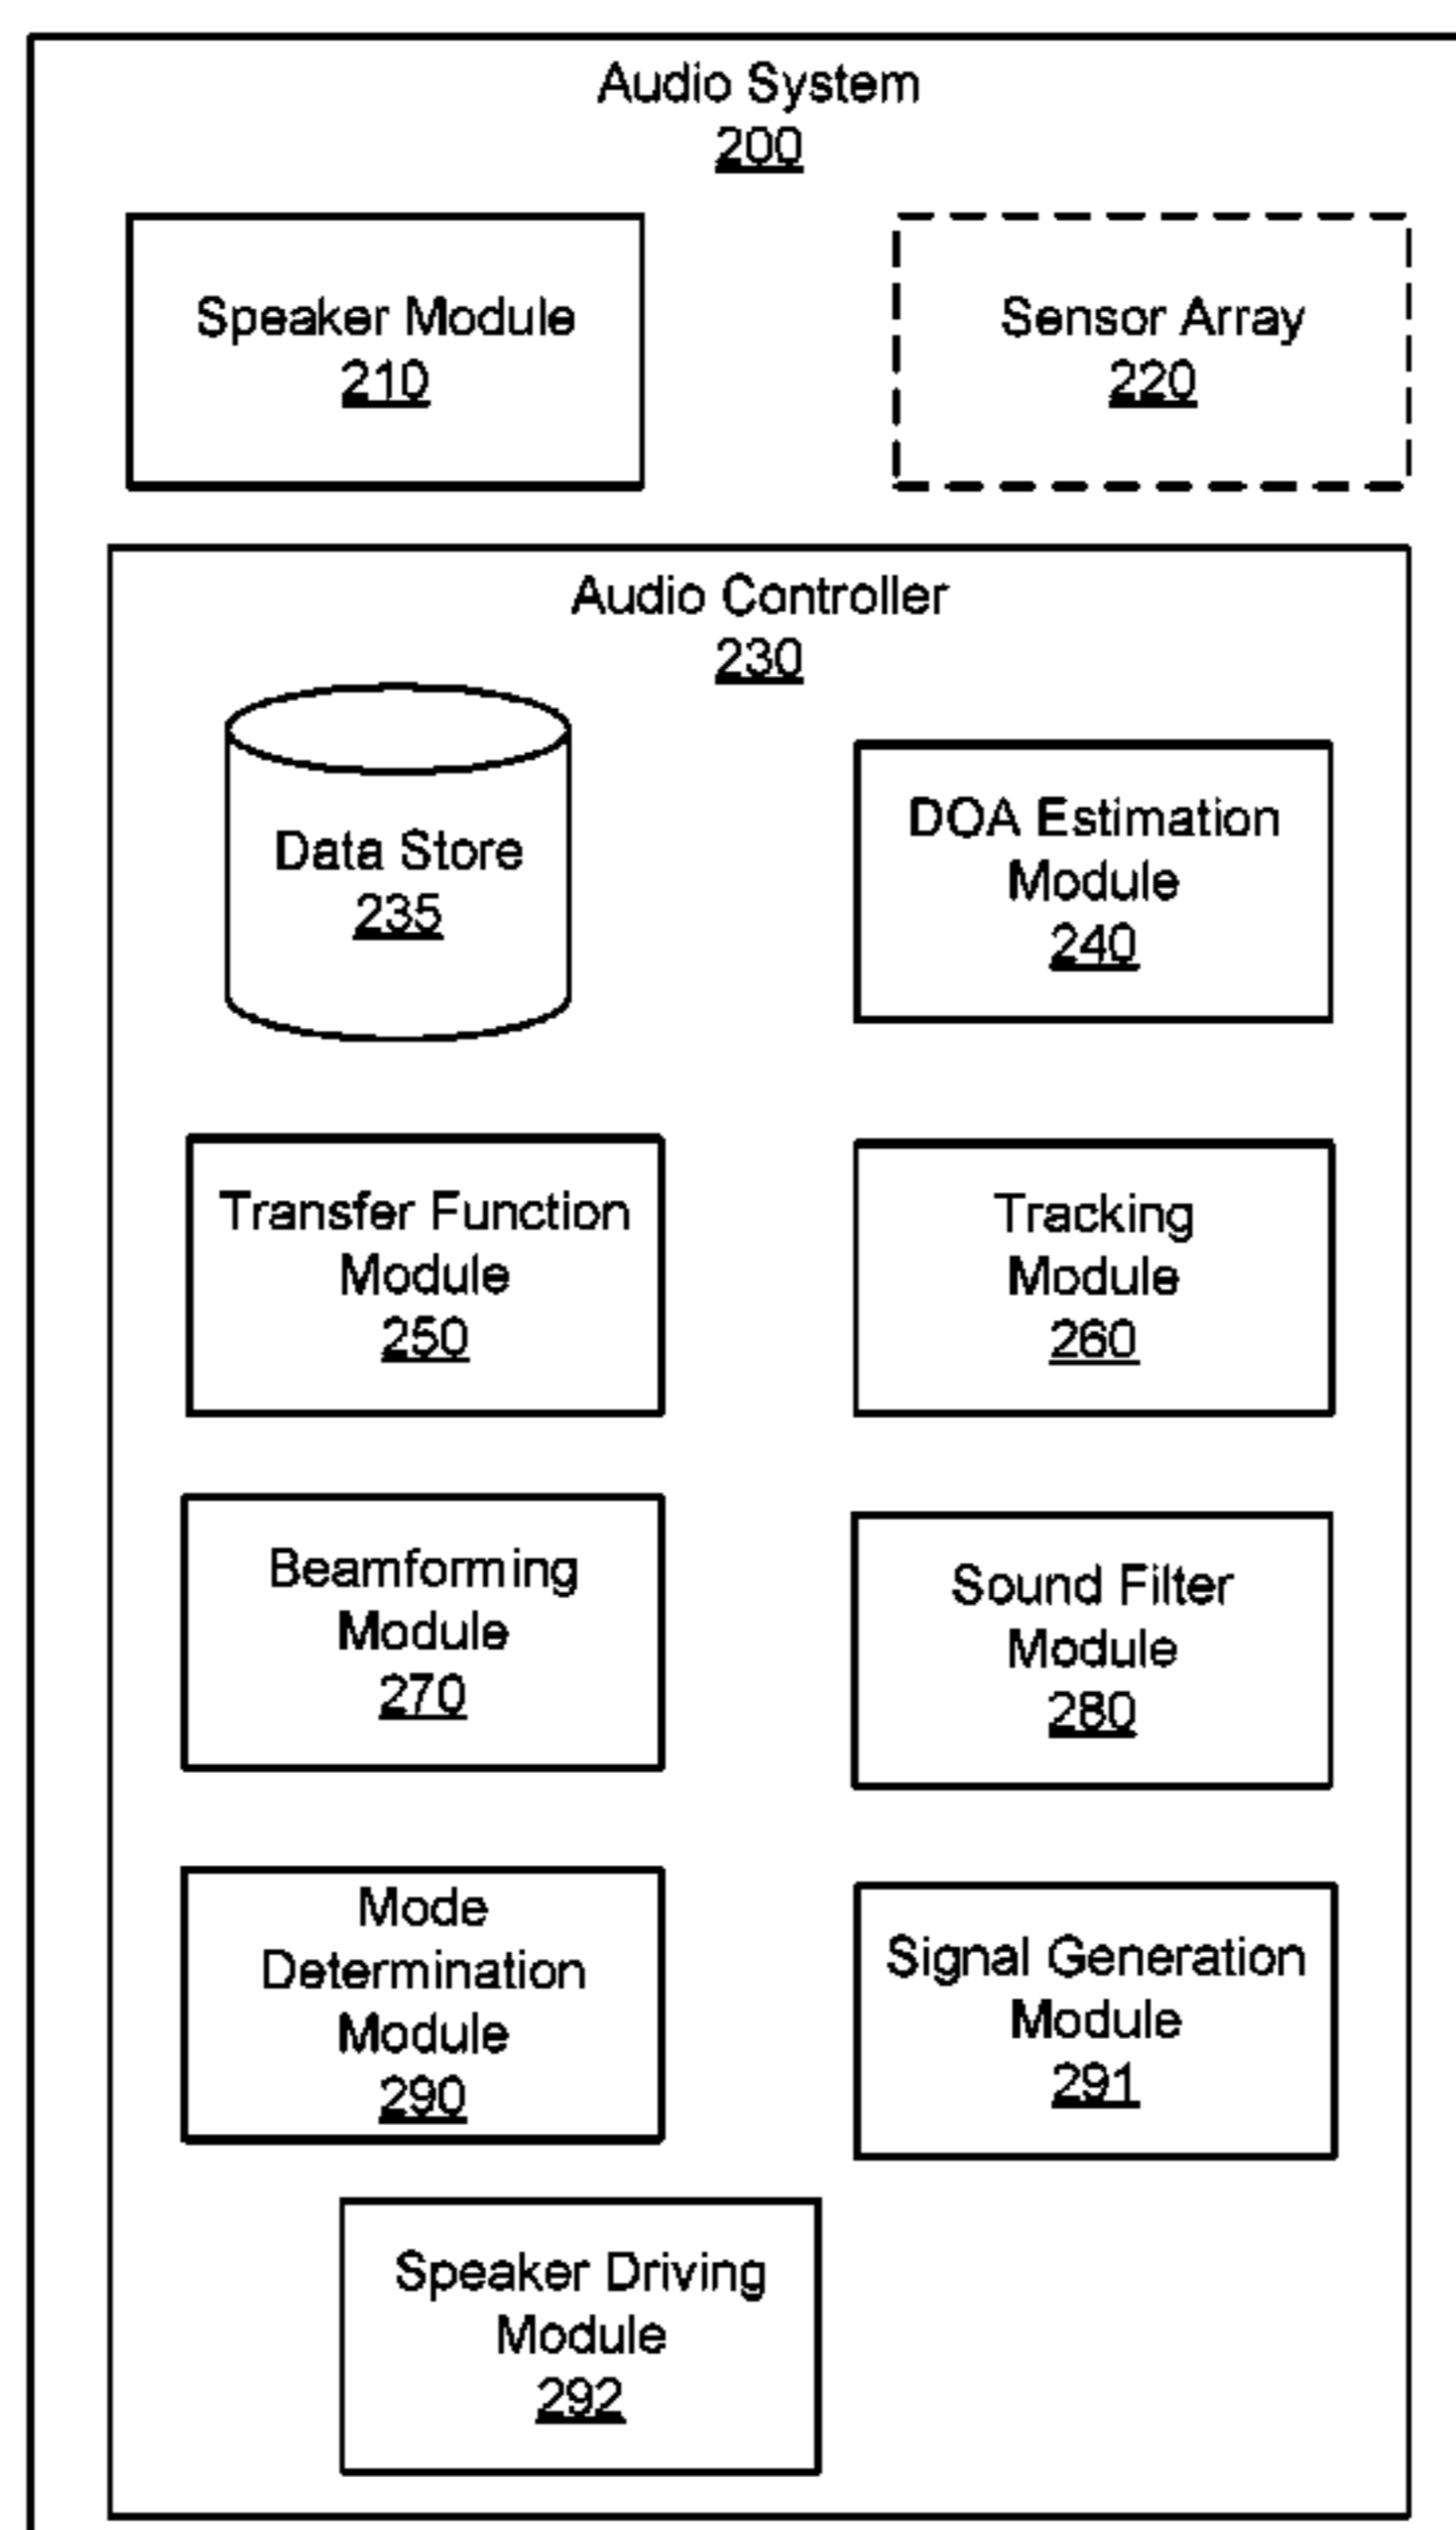 Audio System
200
Speaker Module
210
Sensor Array
220
Audio Controller
230
Data Store
235
DOA Estimation
Module
240
Transfer Function
Module
250
Tracking
Module
260
Beamforming
Module
270
Sound Filter
Module
280
Mode
Determination
Module
290
Signal Generation
Module
291
Speaker Driving
Module
292